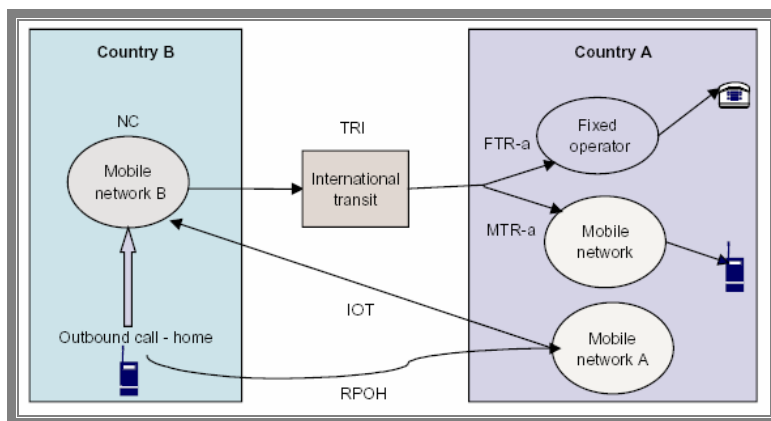 Country B
Country A
NC
TRI
Mobile
network B
International
transit
FTR-a
Fixed
operator
MTR-a
Mobile
network
IOT
Outbound call - home
Mobile
network A
RPOH